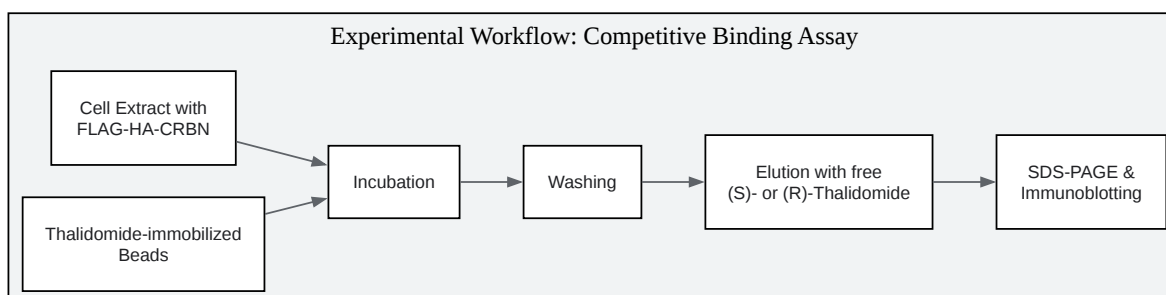 Experimental Workflow: Competitive Binding Assay
Cell Extract with
FLAG-HA-CRBN
Thalidomide-immobilized
Beads
Incubation
Washing
Elution with free
(S)- or (R)-Thalidomide
SDS-PAGE &
Immunoblotting